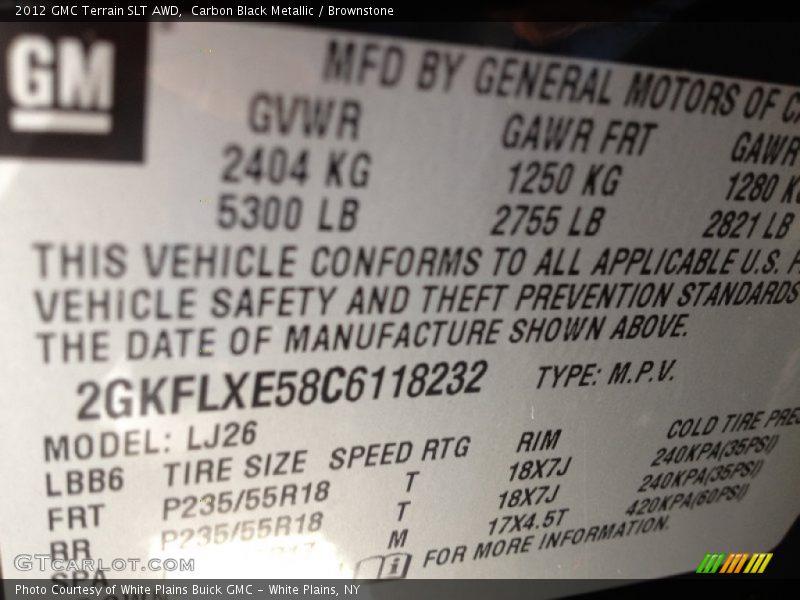 2012 GMC Terrain SLT AWD, Carbon Black Metallic / Brownstone
GM
MFD BY GENERAL MOTORS OF
GVWR GAWR FRT GAWR
2404 KG 1250 KG 1280
5300 LB 2755 LB 2821 LB
THIS VEHICLE CONFORMS TO ALL APPLICABLE U.S.
VEHICLE SAFETY AND THEFT PREVENTION STANDARDS
THE DATE OF MANUFACTURE SHOWN ABOVE.
2GKFLXE58C6118232 TYPE: M.P.V.
MODEL: LJ26
LBB6 TIRE SIZE SPEED RTG RIM COLD TIRE
FRT P235/55R18 T 18X7J 240KPA(35PSI)
RR P235/55R18 T 18X7J 240KPA(35PSI)
SPA M 17X4.5T 420KPA(60PSI)
FOR MORE INFORMATION.
GTCarLot.com
Photo Courtesy of White Plains Buick GMC - White Plains, NY